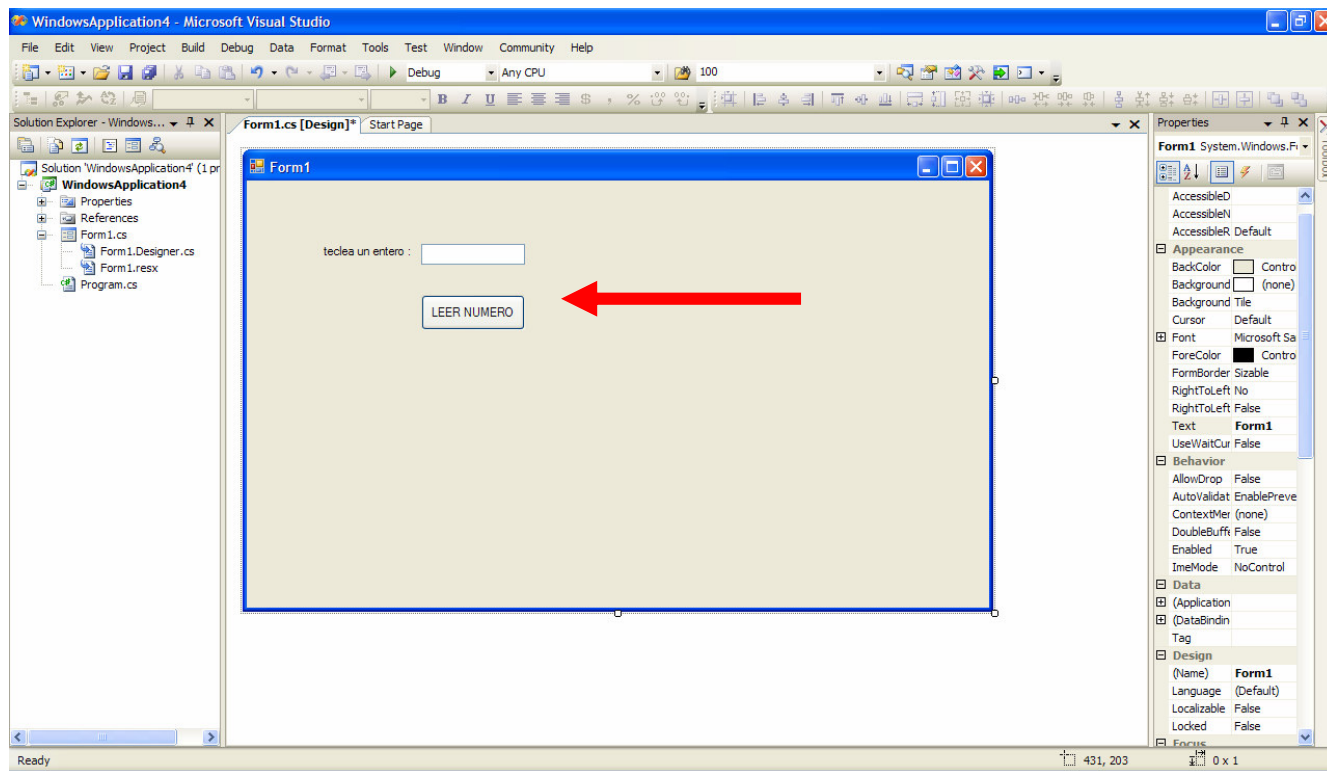 WindowsApplication4 - Microsoft Visual Studio
File Edit View Project Build Debug Data Format Tools Test Window Community Help
Debug Any CPU 100
B I U
Solution Explorer - Windows...
Form1.cs [Design]* Start Page
Properties
Toolbox
Solution 'WindowsApplication4' (1 pr
WindowsApplication4
Properties
References
Form1.cs
Form1.Designer.cs
Form1.resx
Program.cs
Form1
teclea un entero :
LEER NUMERO
Form1 System.Windows.F
AccessibleD
AccessibleN
AccessibleR Default
Appearance
BackColor Contro
Background (none)
Background Tile
Cursor Default
Font Microsoft Sa
ForeColor Contro
FormBorder Sizable
RightToLeft No
RightToLeft False
Text Form1
UseWaitCur False
Behavior
AllowDrop False
AutoValidat EnablePreve
ContextMer (none)
DoubleBuffe False
Enabled True
ImeMode NoControl
Data
(Application
(DataBindin
Tag
Design
(Name) Form1
Language (Default)
Localizable False
Locked False
Focus
Ready 431, 203 0 x 1